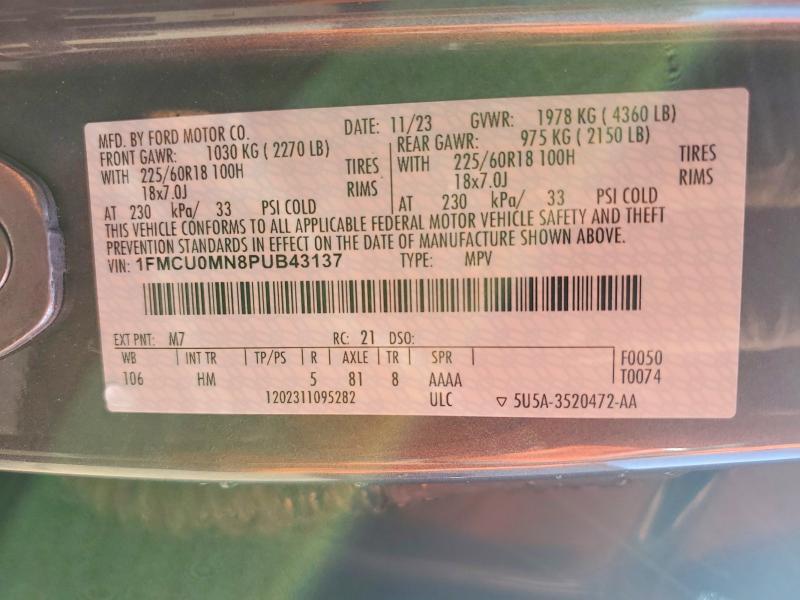 MFD. BY FORD MOTOR CO. DATE: 11/23 GVWR: 1978 KG ( 4360 LB)
FRONT GAWR: 1030 KG ( 2270 LB) REAR GAWR: 975 KG ( 2150 LB)
WITH 225/60R18 100H TIRES WITH 225/60R18 100H TIRES
18x7.0J RIMS 18x7.0J RIMS
AT 230 kPa/ 33 PSI COLD AT 230 kPa/ 33 PSI COLD
THIS VEHICLE CONFORMS TO ALL APPLICABLE FEDERAL MOTOR VEHICLE SAFETY AND THEFT
PREVENTION STANDARDS IN EFFECT ON THE DATE OF MANUFACTURE SHOWN ABOVE.
VIN: 1FMCU0MN8PUB43137 TYPE: MPV
EXT PNT: M7 RC: 21 DSO:
WB INT TR TP/PS R AXLE TR SPR F0050
106 HM 5 81 8 AAAA T0074
1202311095282 ULC ▽ 5U5A-3520472-AA